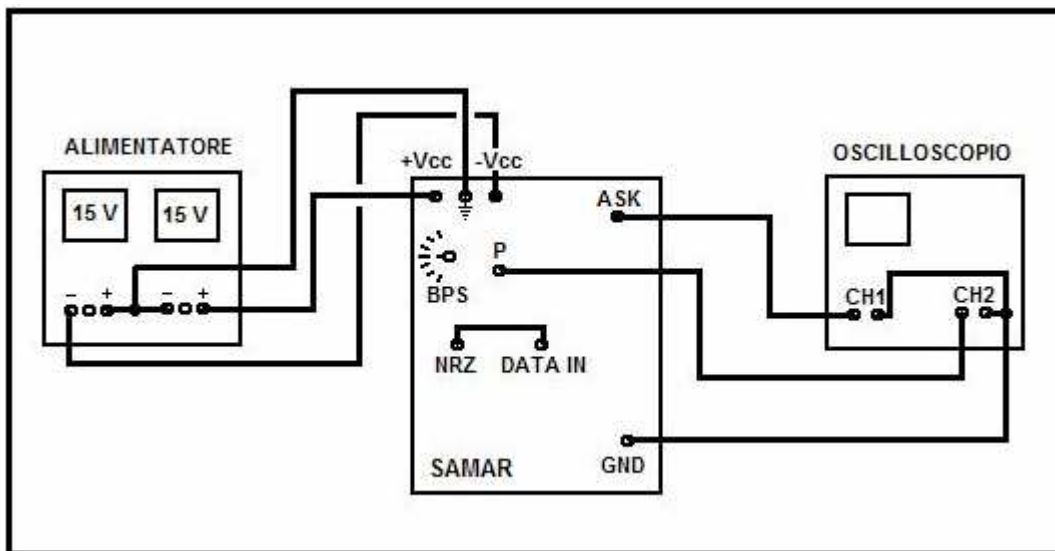 ALIMENTATORE
15 V 15 V
- + - +
+Vcc -Vcc
ASK
P
BPS
NRZ DATA IN
SAMAR
GND
OSCILLOSCOPIO
CH1 CH2